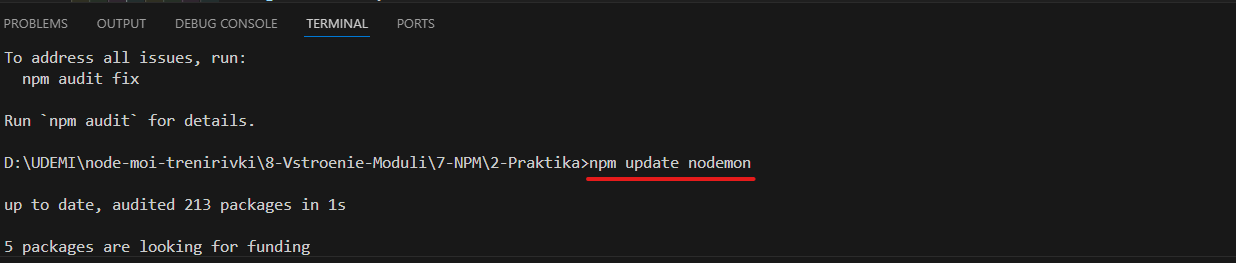 PROBLEMS OUTPUT DEBUG CONSOLE TERMINAL PORTS
To address all issues, run:
  npm audit fix
Run `npm audit` for details.
D:\UDEMI\node-moi-trenirivki\8-Vstroenie-Moduli\7-NPM\2-Praktika>npm update nodemon
up to date, audited 213 packages in 1s
5 packages are looking for funding